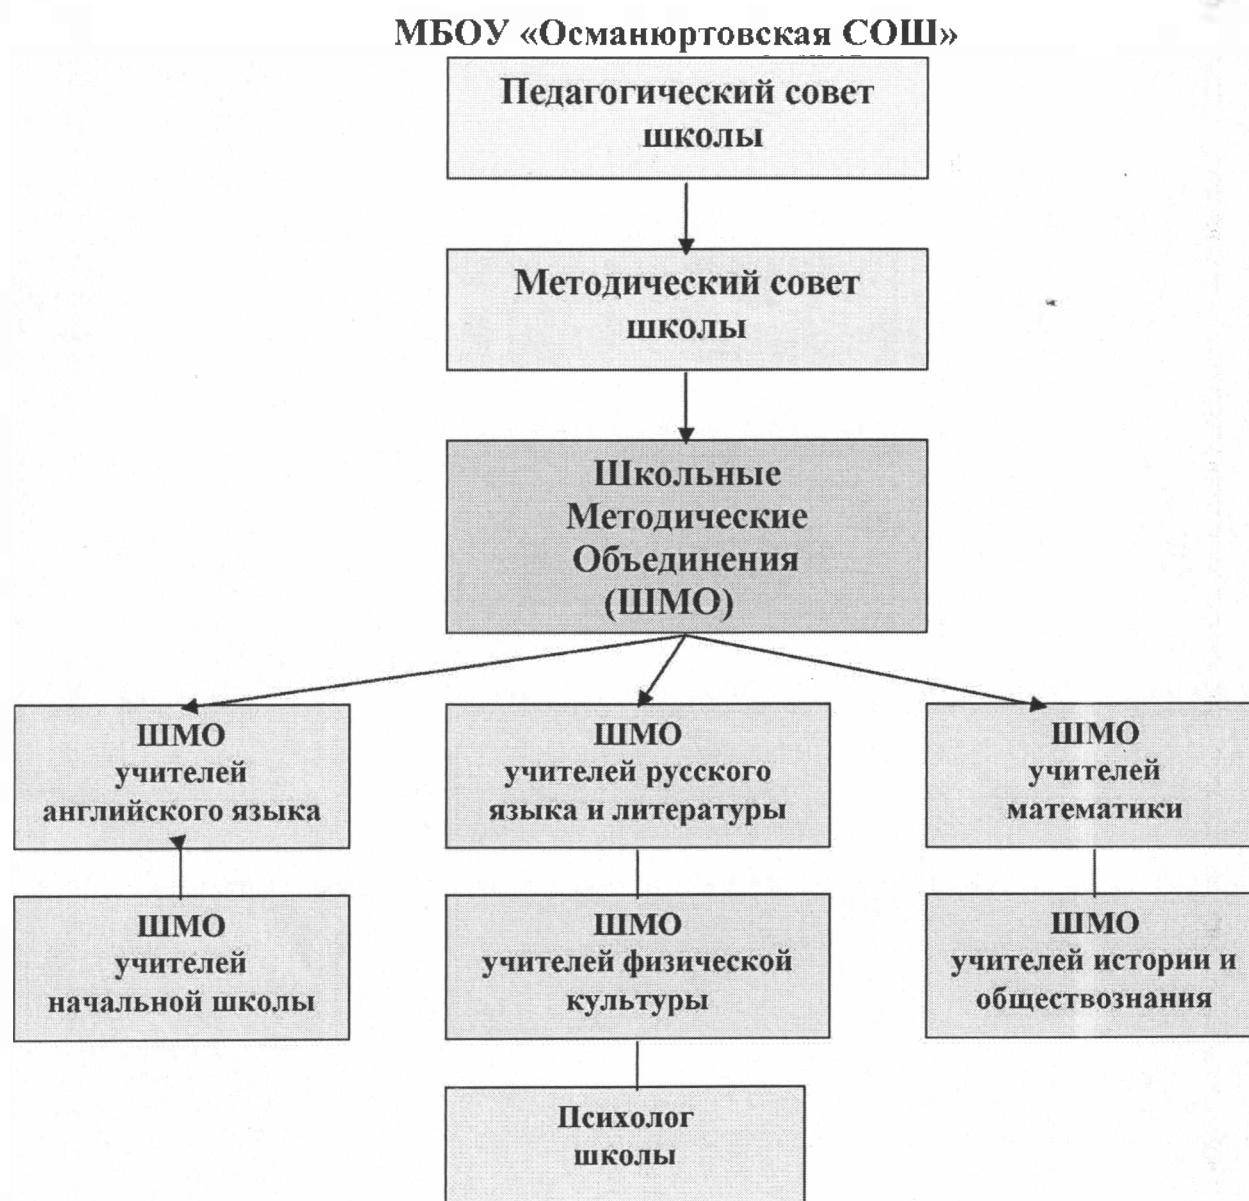 МБОУ «Османюртовская СОШ»
Педагогический совет
школы
Методический совет
школы
Школьные
Методические
Объединения
(ШМО)
ШМО
учителей
английского языка
ШМО
учителей русского
языка и литературы
ШМО
учителей
математики
ШМО
учителей
начальной школы
ШМО
учителей физической
культуры
ШМО
учителей истории и
обществознания
Психолог
школы